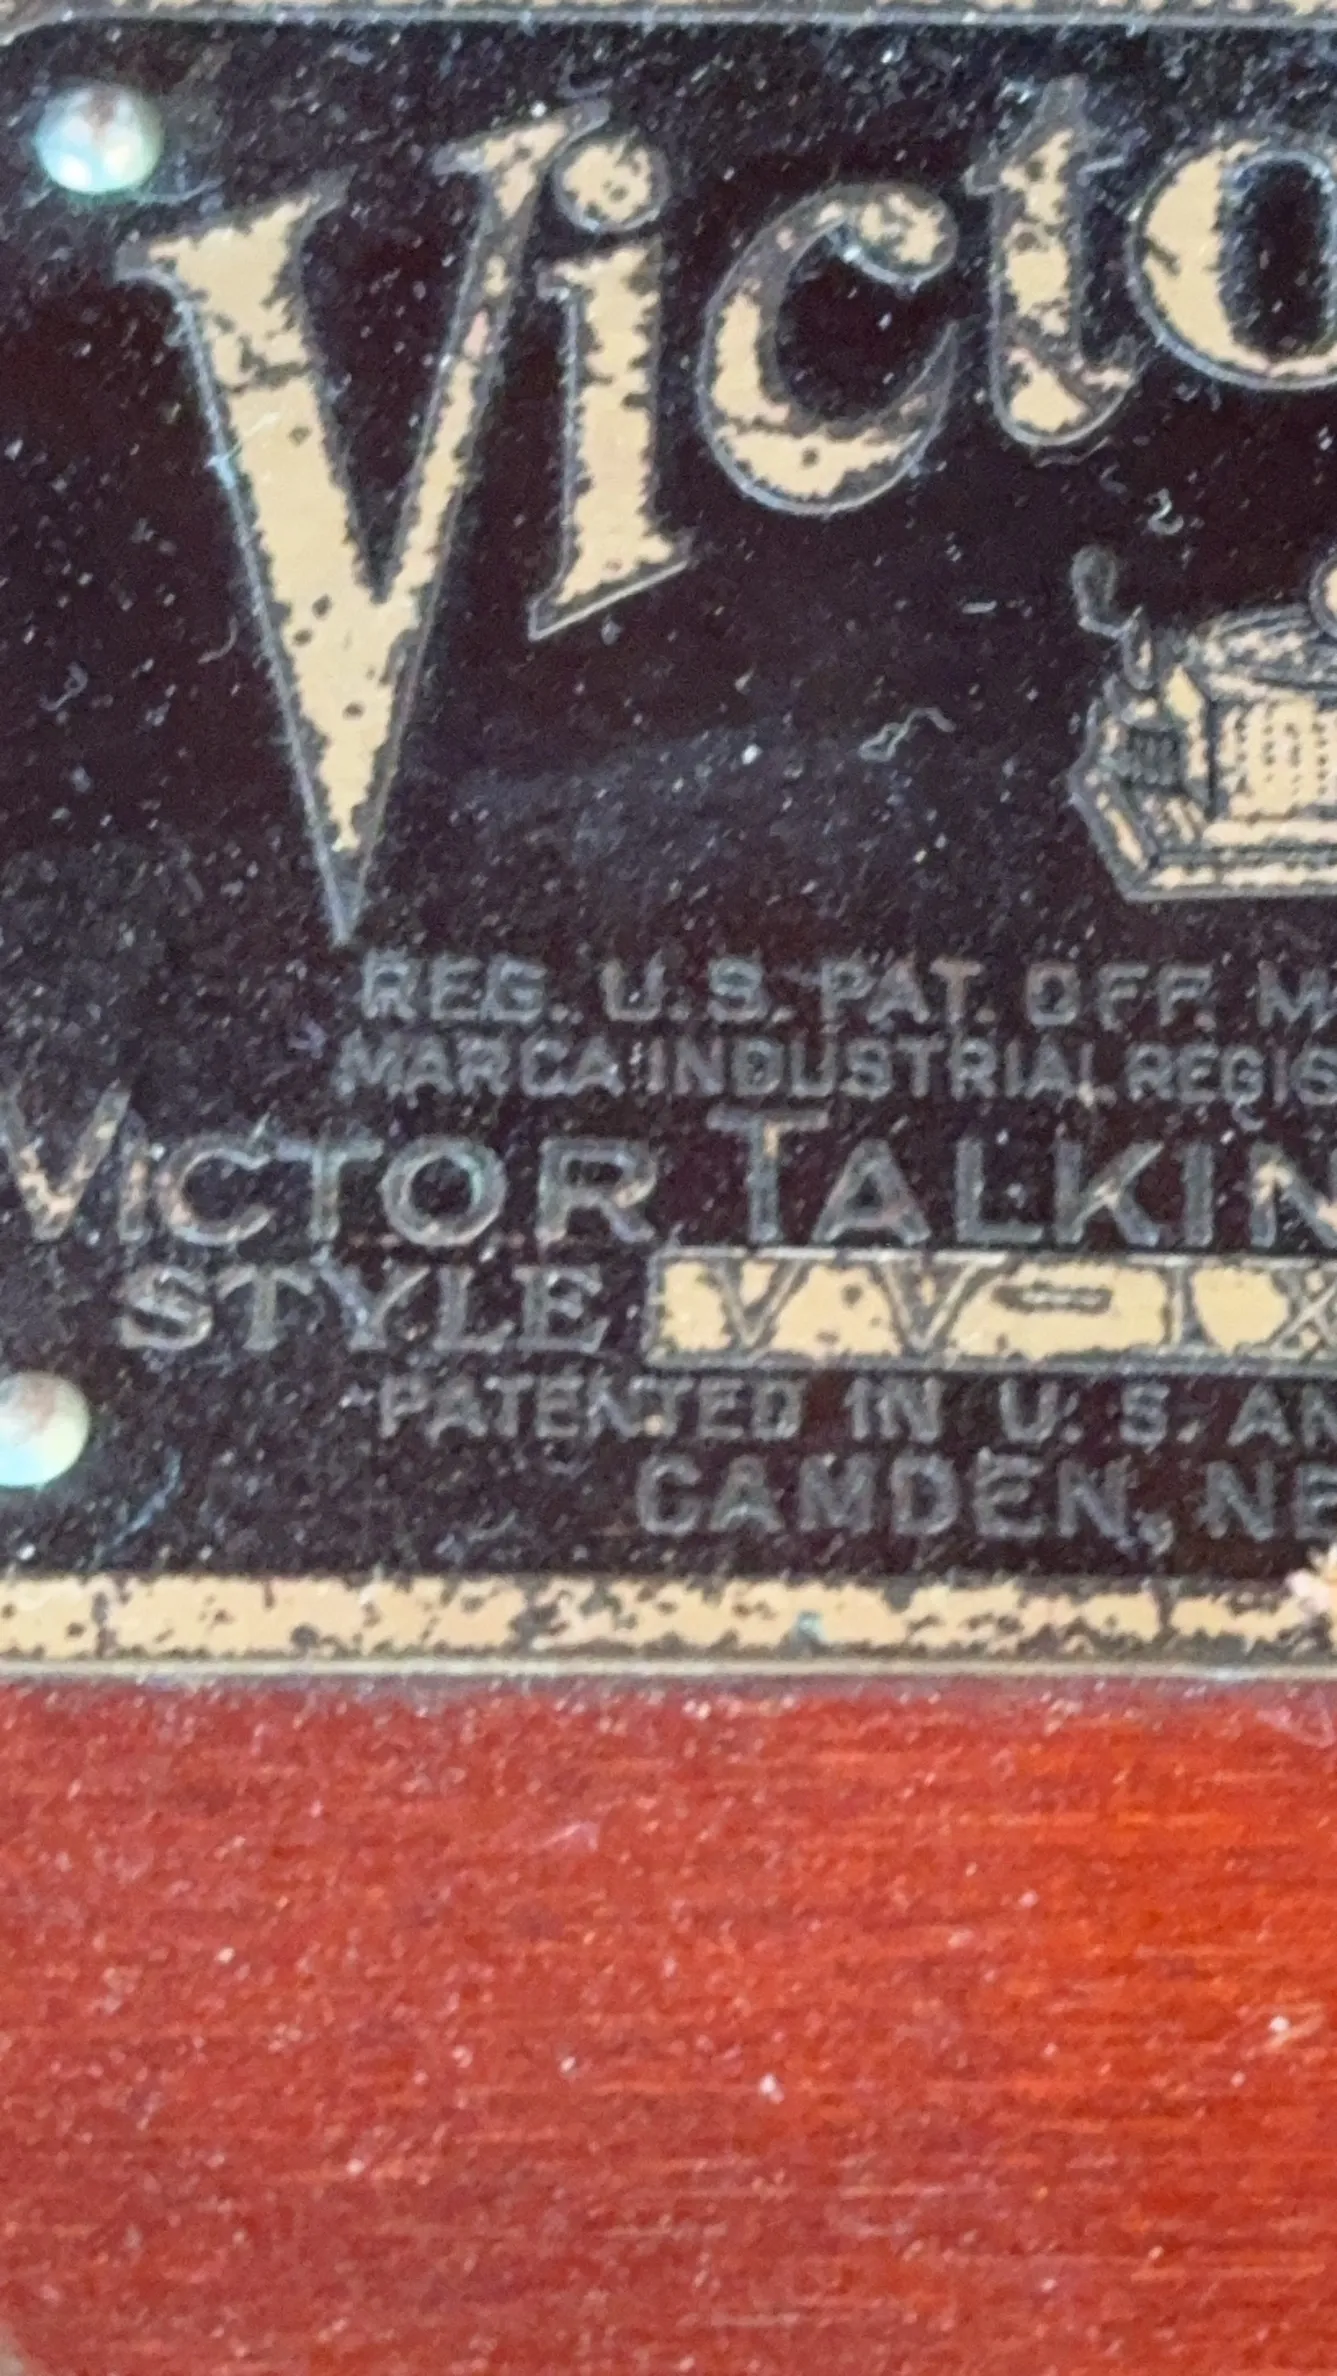 Victo
REG. U.S. PAT. OFF. M
MARCA INDUSTRIAL REGIS
VICTOR TALKIN
STYLE VV-IX
PATENTED IN U. S. AN
CAMDEN, NE